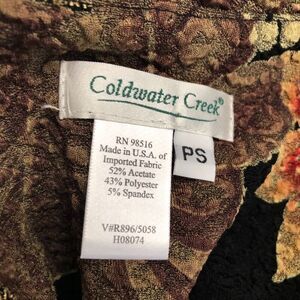 Coldwater Creek®
RN 98516
Made in U.S.A. of
Imported Fabric
52% Acetate
43% Polyester
5% Spandex
V#R896/5058
H08074
PS